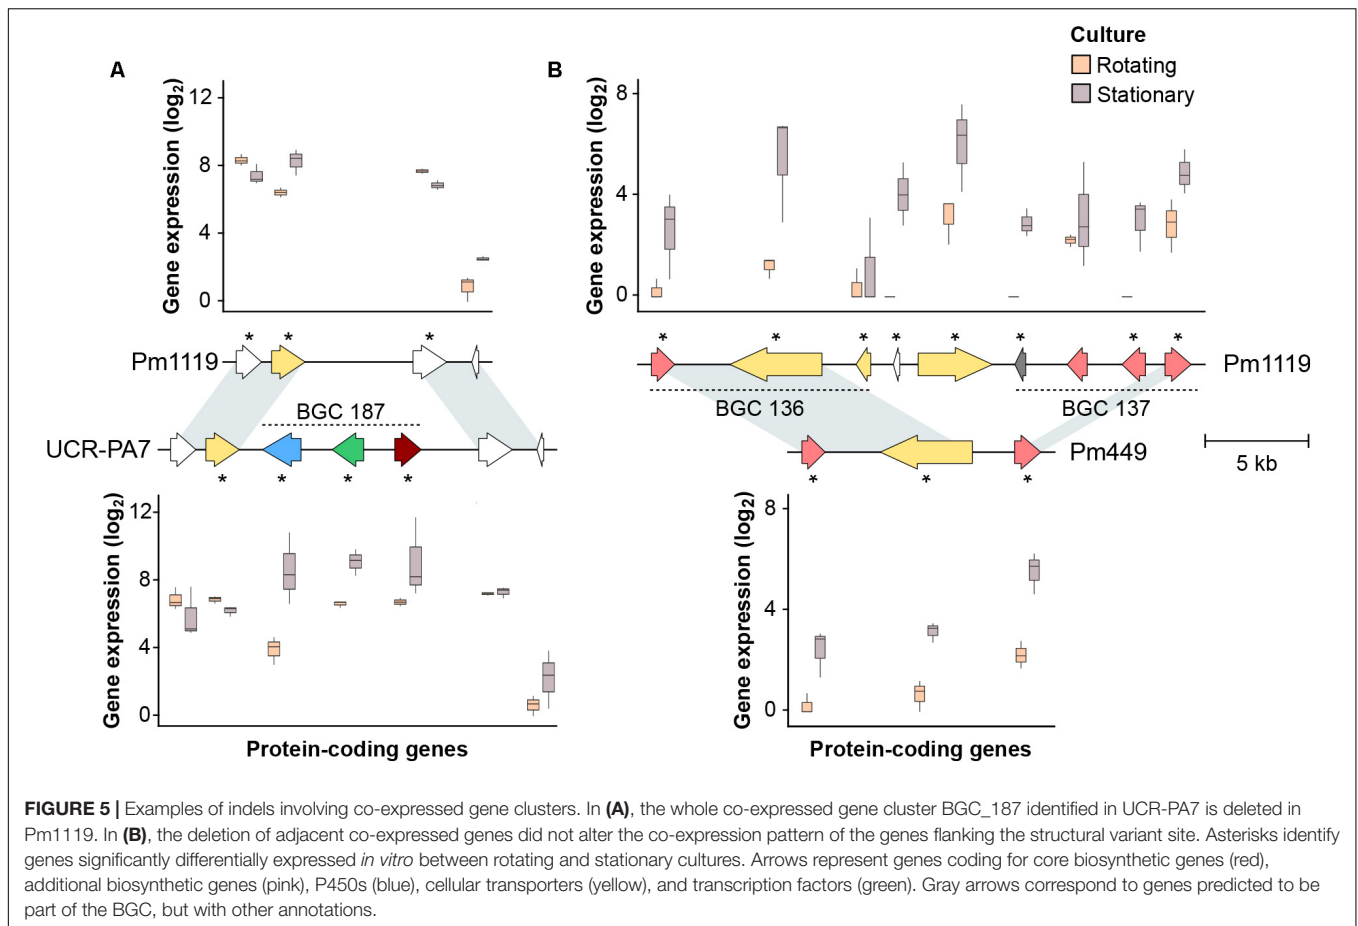 Culture
Rotating
Stationary
A
Gene expression (log2)
12
8
4
0
* * *
Pm1119
BGC 187
UCR-PA7
* * * *
Gene expression (log2)
12
8
4
0
Protein-coding genes
B
Gene expression (log2)
8
4
0
* * * * * * * *
Pm1119
BGC 136
BGC 137
Pm449
5 kb
* * *
Gene expression (log2)
8
4
0
Protein-coding genes
FIGURE 5 | Examples of indels involving co-expressed gene clusters. In (A), the whole co-expressed gene cluster BGC_187 identified in UCR-PA7 is deleted in
Pm1119. In (B), the deletion of adjacent co-expressed genes did not alter the co-expression pattern of the genes flanking the structural variant site. Asterisks identify
genes significantly differentially expressed in vitro between rotating and stationary cultures. Arrows represent genes coding for core biosynthetic genes (red),
additional biosynthetic genes (pink), P450s (blue), cellular transporters (yellow), and transcription factors (green). Gray arrows correspond to genes predicted to be
part of the BGC, but with other annotations.